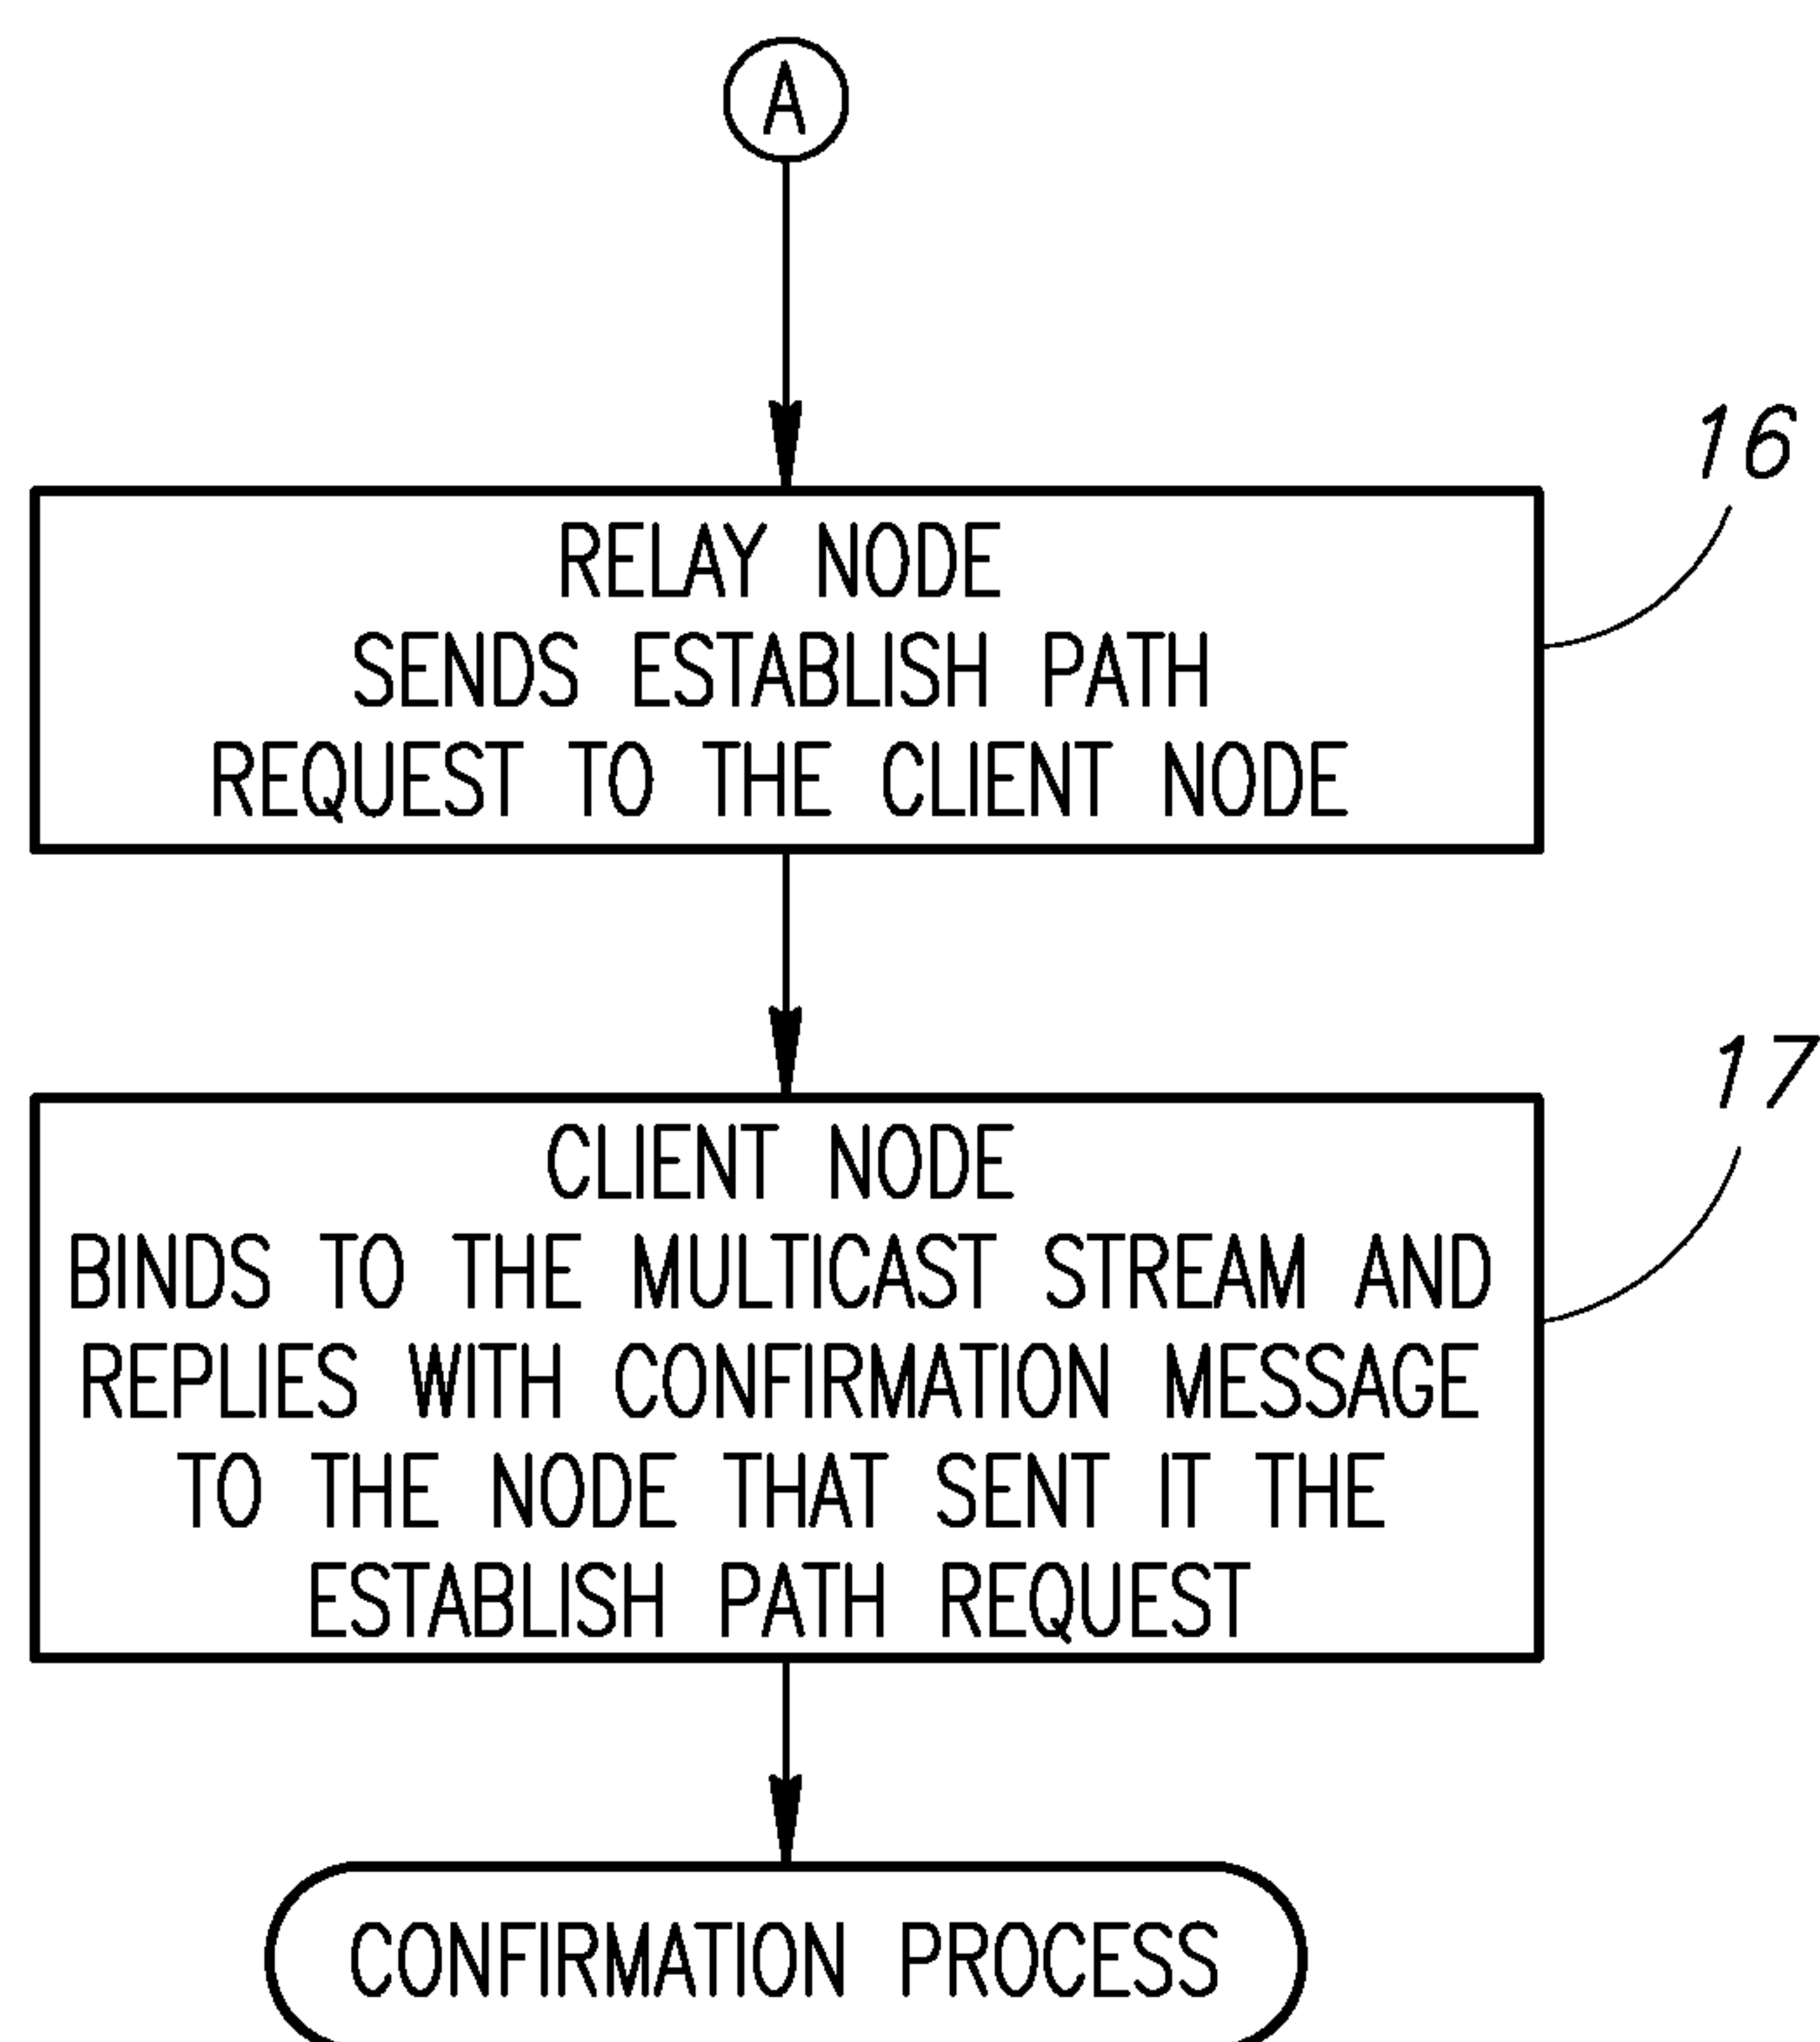 A
16
RELAY NODE
SENDS ESTABLISH PATH
REQUEST TO THE CLIENT NODE
17
CLIENT NODE
BINDS TO THE MULTICAST STREAM AND
REPLIES WITH CONFIRMATION MESSAGE
TO THE NODE THAT SENT IT THE
ESTABLISH PATH REQUEST
CONFIRMATION PROCESS